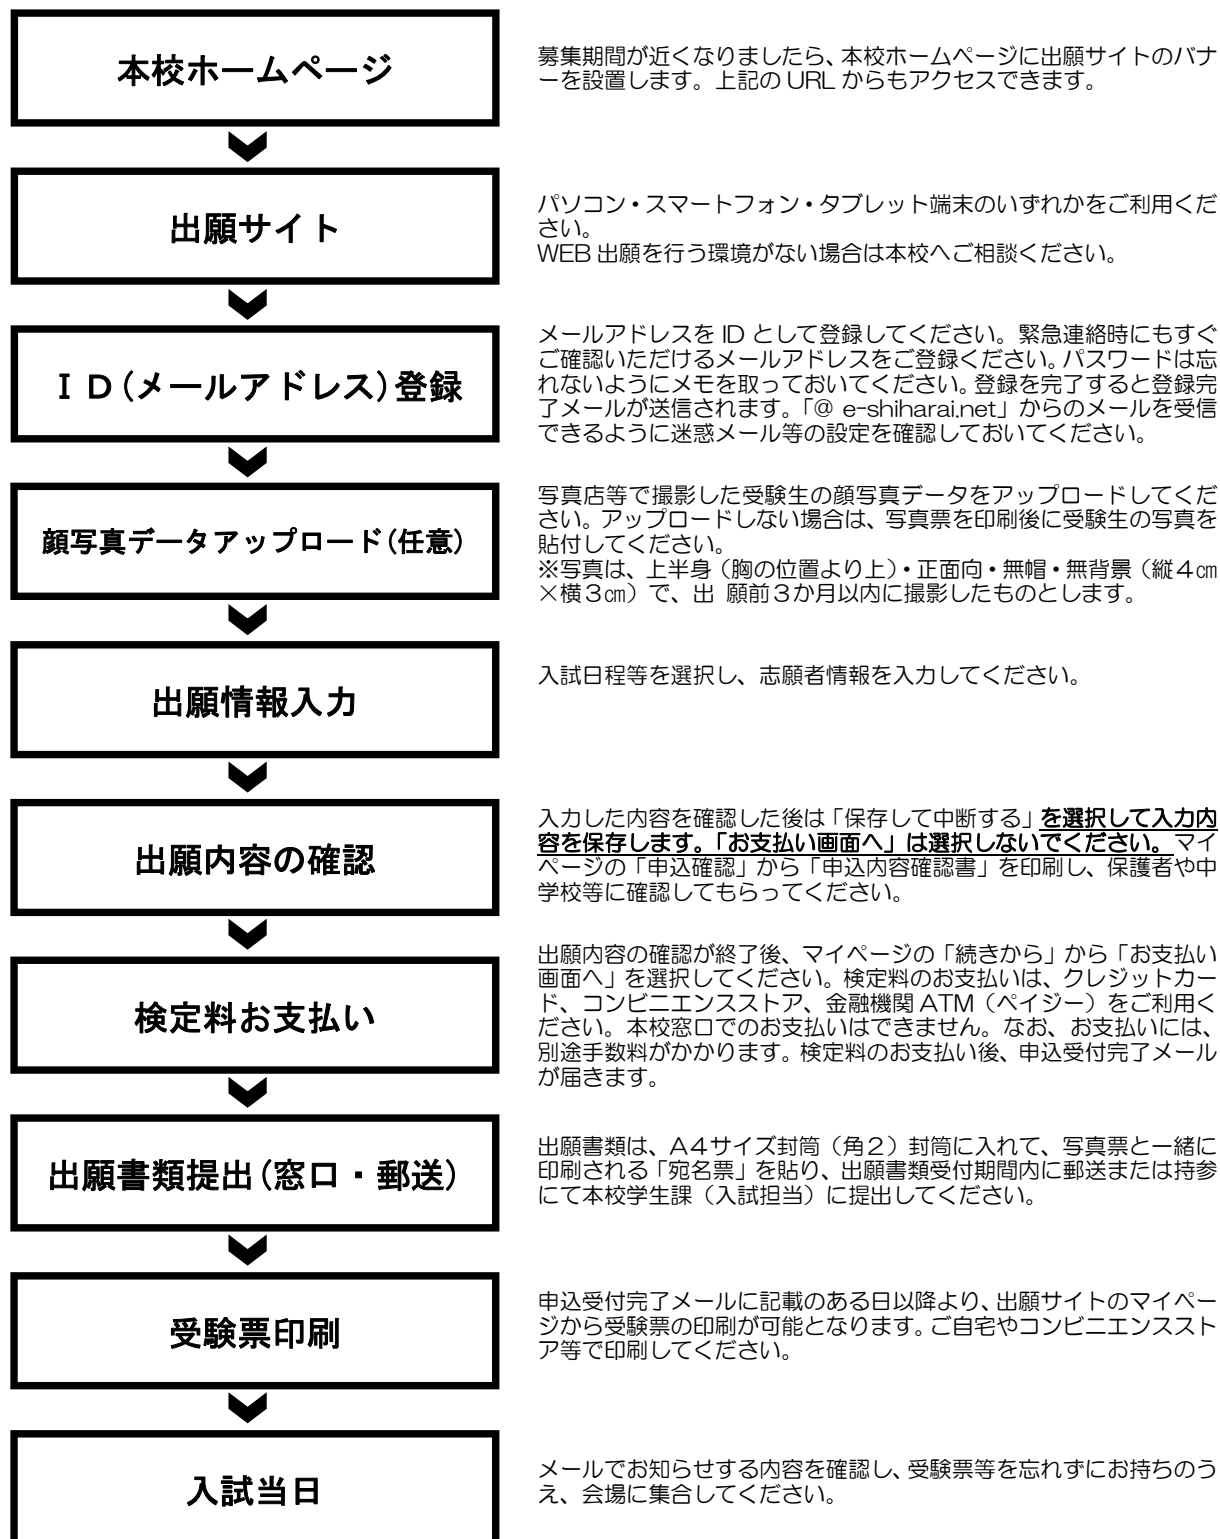 本校ホームページ
募集期間が近くなりましたら、本校ホームページに出願サイトのバナ
ーを設置します。上記の URL からもアクセスできます。
出願サイト
パソコン・スマートフォン・タブレット端末のいずれかをご利用くだ
さい。
WEB 出願を行う環境がない場合は本校へご相談ください。
ＩＤ(メールアドレス)登録
メールアドレスを ID として登録してください。緊急連絡時にもすぐ
ご確認いただけるメールアドレスをご登録ください。パスワードは忘
れないようにメモを取っておいてください。登録を完了すると登録完
了メールが送信されます。「@ e-shiharai.net」からのメールを受信
できるように迷惑メール等の設定を確認しておいてください。
顔写真データアップロード(任意)
写真店等で撮影した受験生の顔写真データをアップロードしてくだ
さい。アップロードしない場合は、写真票を印刷後に受験生の写真を
貼付してください。
※写真は、上半身（胸の位置より上）・正面向・無帽・無背景（縦４㎝
×横３㎝）で、出 願前３か月以内に撮影したものとします。
出願情報入力
入試日程等を選択し、志願者情報を入力してください。
出願内容の確認
入力した内容を確認した後は「保存して中断する」を選択して入力内
容を保存します。「お支払い画面へ」は選択しないでください。マイ
ページの「申込確認」から「申込内容確認書」を印刷し、保護者や中
学校等に確認してもらってください。
検定料お支払い
出願内容の確認が終了後、マイページの「続きから」から「お支払い
画面へ」を選択してください。検定料のお支払いは、クレジットカー
ド、コンビニエンスストア、金融機関 ATM（ペイジー）をご利用く
ださい。本校窓口でのお支払いはできません。なお、お支払いには、
別途手数料がかかります。検定料のお支払い後、申込受付完了メール
が届きます。
出願書類提出(窓口・郵送)
出願書類は、Ａ４サイズ封筒（角２）封筒に入れて、写真票と一緒に
印刷される「宛名票」を貼り、出願書類受付期間内に郵送または持参
にて本校学生課（入試担当）に提出してください。
受験票印刷
申込受付完了メールに記載のある日以降より、出願サイトのマイペー
ジから受験票の印刷が可能となります。ご自宅やコンビニエンススト
ア等で印刷してください。
入試当日
メールでお知らせする内容を確認し、受験票等を忘れずにお持ちのう
え、会場に集合してください。